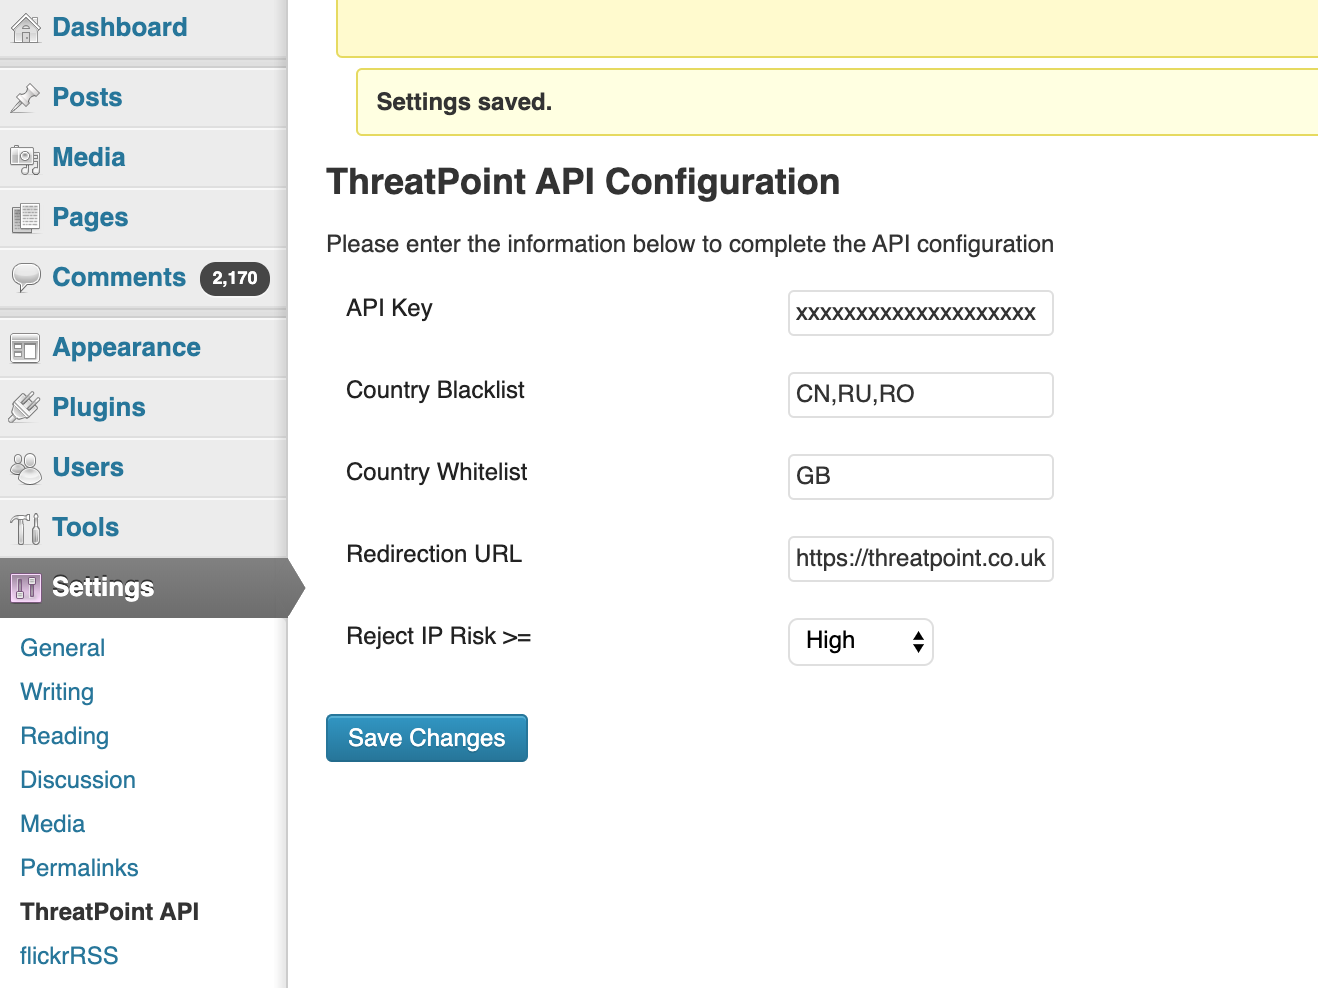 Dashboard
Posts
Media
Pages
Comments 2,170
Appearance
Plugins
Users
Tools
Settings
General
Writing
Reading
Discussion
Media
Permalinks
ThreatPoint API
flickrRSS
Settings saved.
ThreatPoint API Configuration
Please enter the information below to complete the API configuration
API Key xxxxxxxxxxxxxxxxxxxx
Country Blacklist CN,RU,RO
Country Whitelist GB
Redirection URL https://threatpoint.co.uk
Reject IP Risk >= High
Save Changes